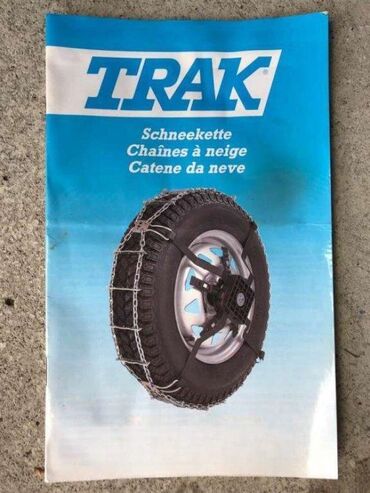 TRAK®
Schneekette
Chaînes à neige
Catene da neve